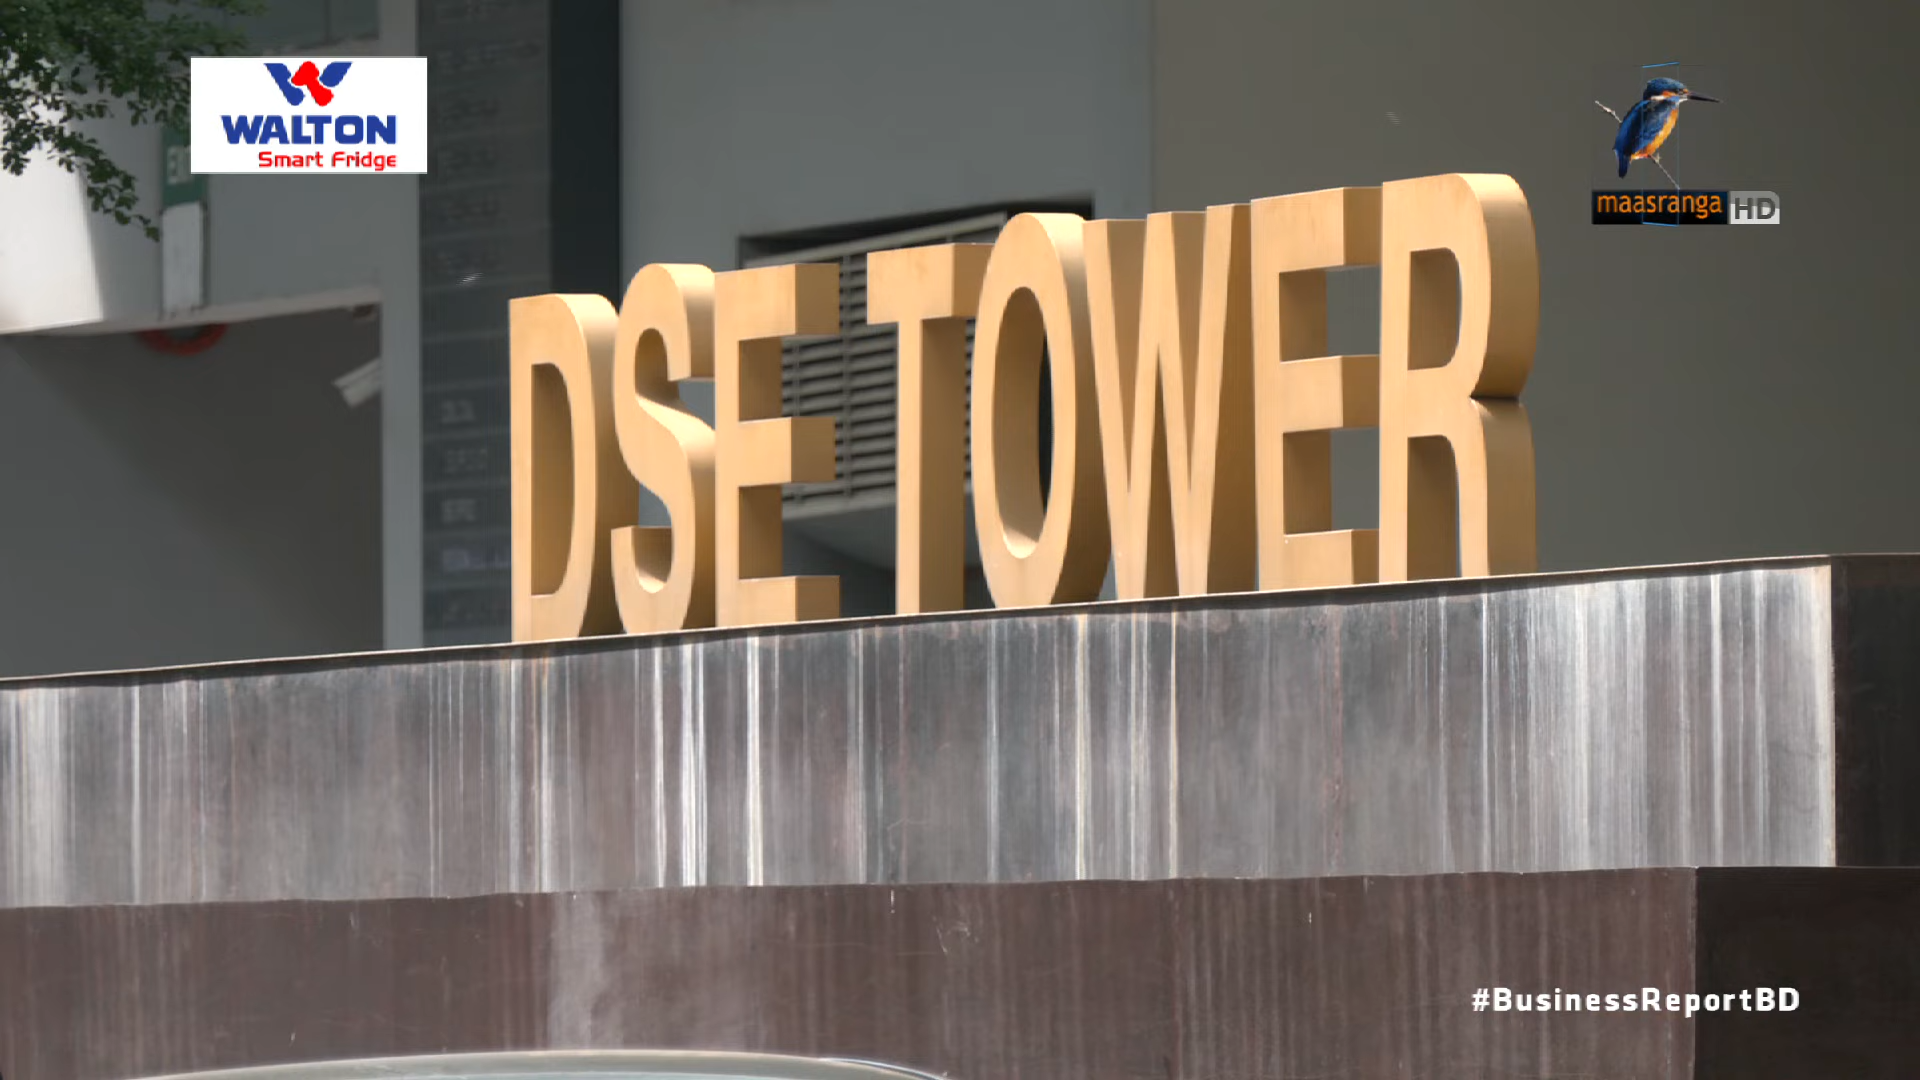 WALTON
Smart Fridge
maasranga HD
DSE TOWER
#BusinessReportBD